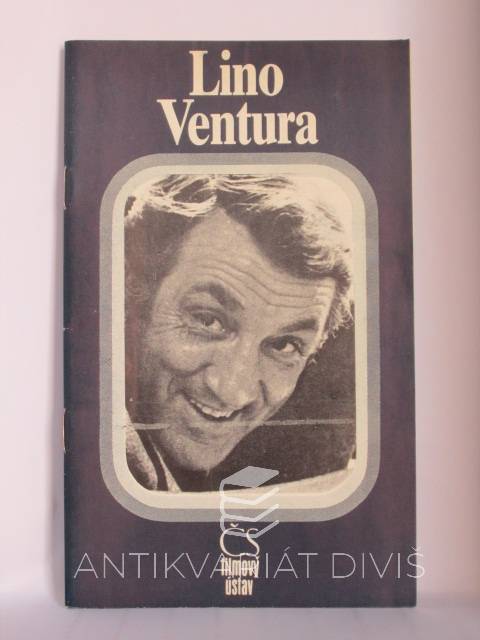 Lino
Ventura
ČS
filmový
ústav
ANTIKVARIÁT DIVIŠ